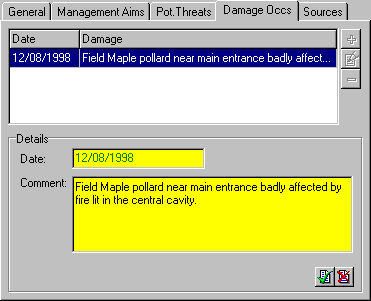 General Management Aims Pot.Threats Damage Occs Sources
Date Damage
12/08/1998 Field Maple pollard near main entrance badly affect...
Details
Date: 12/08/1998
Comment: Field Maple pollard near main entrance badly affected by
fire lit in the central cavity.